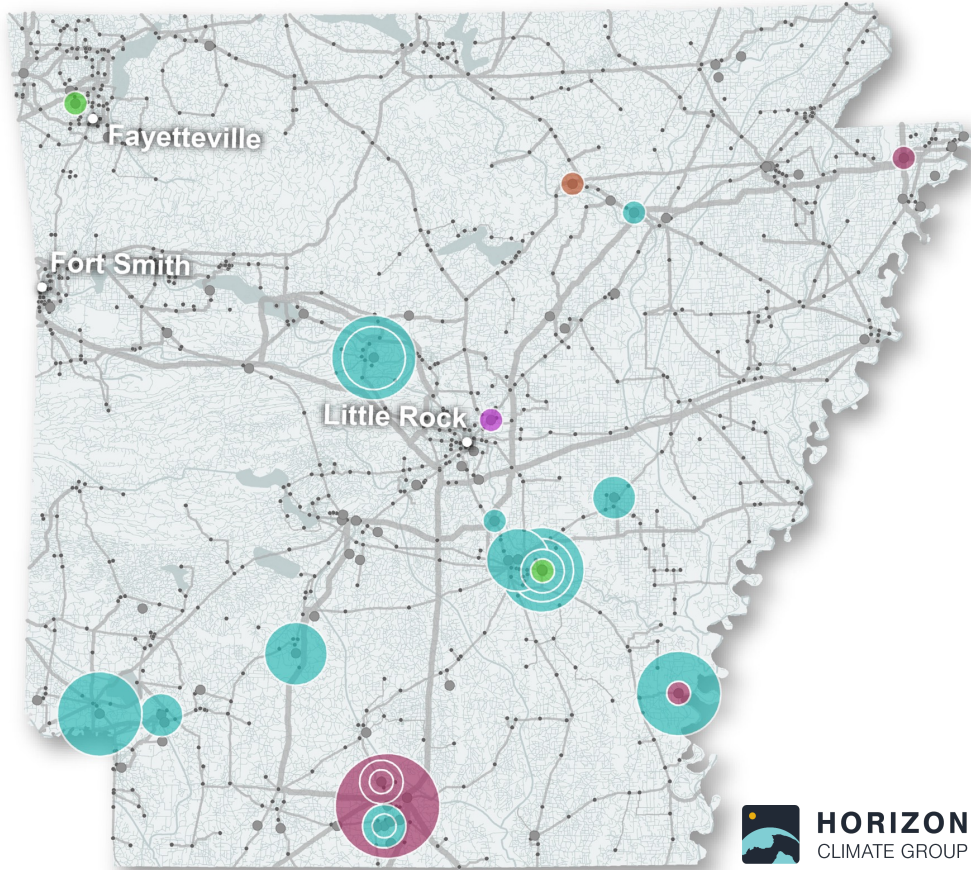 Fayetteville
Fort Smith
Little Rock
HORIZON
CLIMATE GROUP